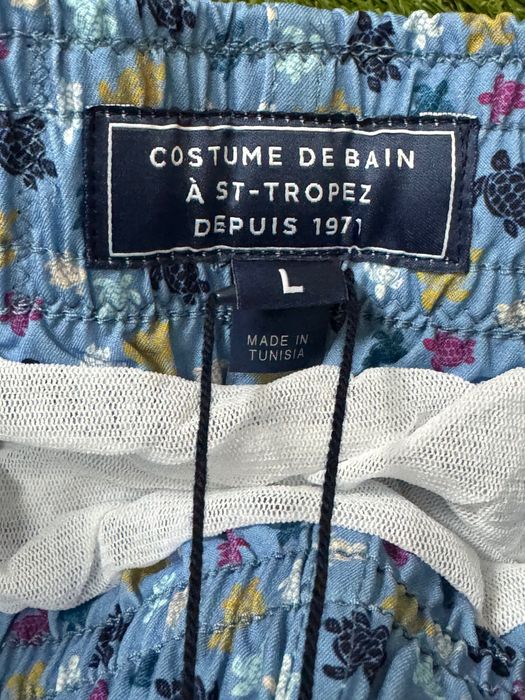 COSTUME DE BAIN
À ST-TROPEZ
DEPUIS 1971
L
MADE IN
TUNISIA